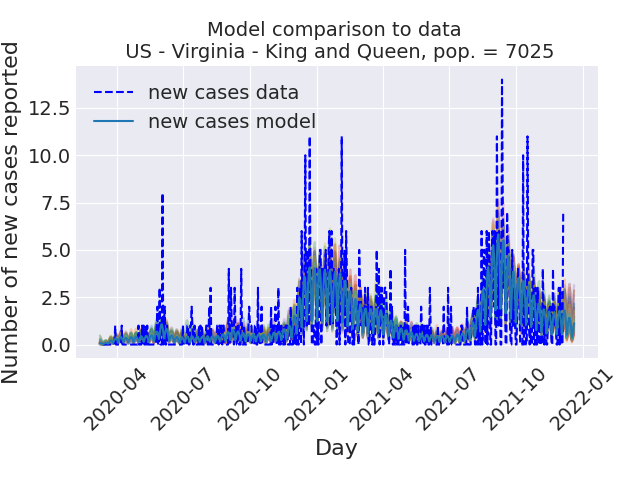 Model comparison to data
US - Virginia - King and Queen, pop. = 7025
new cases data
new cases model
Number of new cases reported
12.5
10.0
7.5
5.0
2.5
0.0
2020-04
2020-07
2020-10
2021-01
2021-04
2021-07
2021-10
2022-01
Day